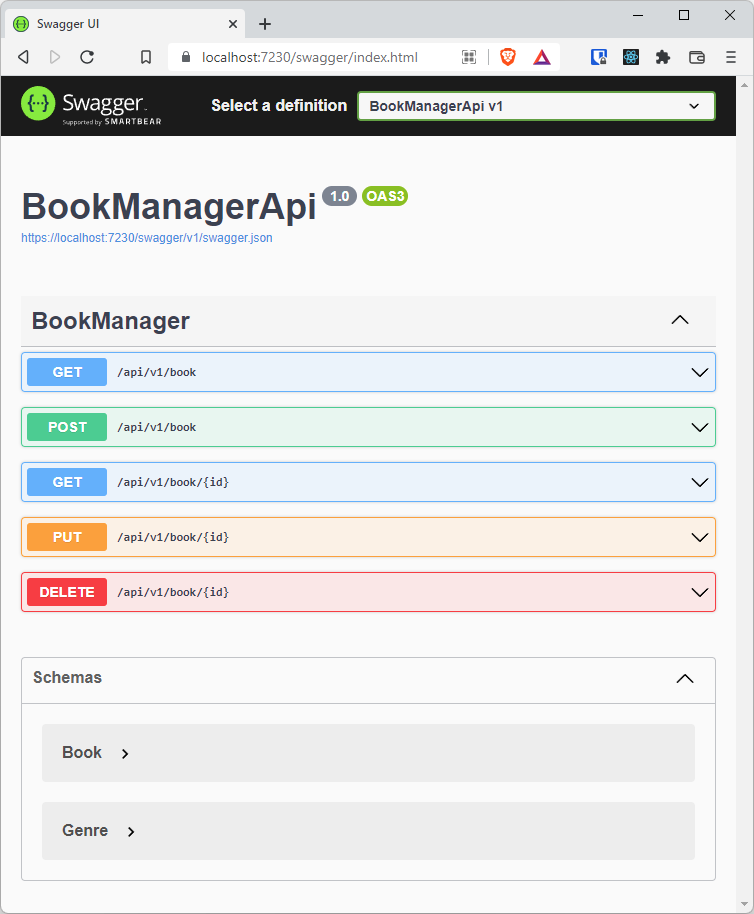 Swagger UI
localhost:7230/swagger/index.html
Swagger
Supported by SMARTBEAR
Select a definition
BookManagerApi v1
BookManagerApi 1.0 OAS3
https://localhost:7230/swagger/v1/swagger.json
BookManager
GET /api/v1/book
POST /api/v1/book
GET /api/v1/book/{id}
PUT /api/v1/book/{id}
DELETE /api/v1/book/{id}
Schemas
Book
Genre